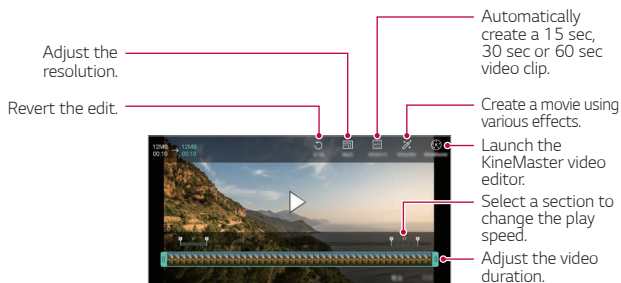 Adjust the
resolution.
Revert the edit.
Automatically
create a 15 sec,
30 sec or 60 sec
video clip.
Create a movie using
various effects.
Launch the
KineMaster video
editor.
Select a section to
change the play
speed.
Adjust the video
duration.
12MB 12MB
00:10 00:10